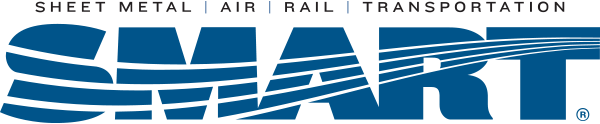 SHEET METAL | AIR | RAIL | TRANSPORTATION
SMART®